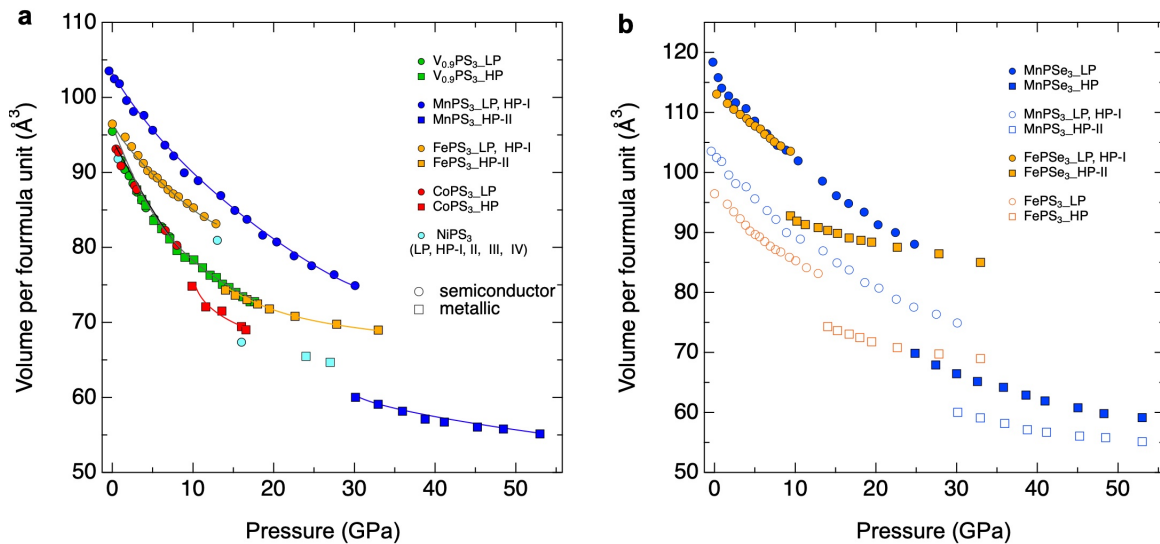 a
Volume per fourmula unit (Å³)
110
100
90
80
70
60
50
V₀.₉PS₃_LP
V₀.₉PS₃_HP
MnPS₃_LP, HP-I
MnPS₃_HP-II
FePS₃_LP, HP-I
FePS₃_HP-II
CoPS₃_LP
CoPS₃_HP
NiPS₃
(LP, HP-I, II, III, IV)
semiconductor
metallic
0 10 20 30 40 50
Pressure (GPa)
b
Volume per fourmula unit (Å³)
120
110
100
90
80
70
60
50
MnPSe₃_LP
MnPSe₃_HP
MnPS₃_LP, HP-I
MnPS₃_HP-II
FePSe₃_LP, HP-I
FePSe₃_HP-II
FePS₃_LP
FePS₃_HP
0 10 20 30 40 50
Pressure (GPa)